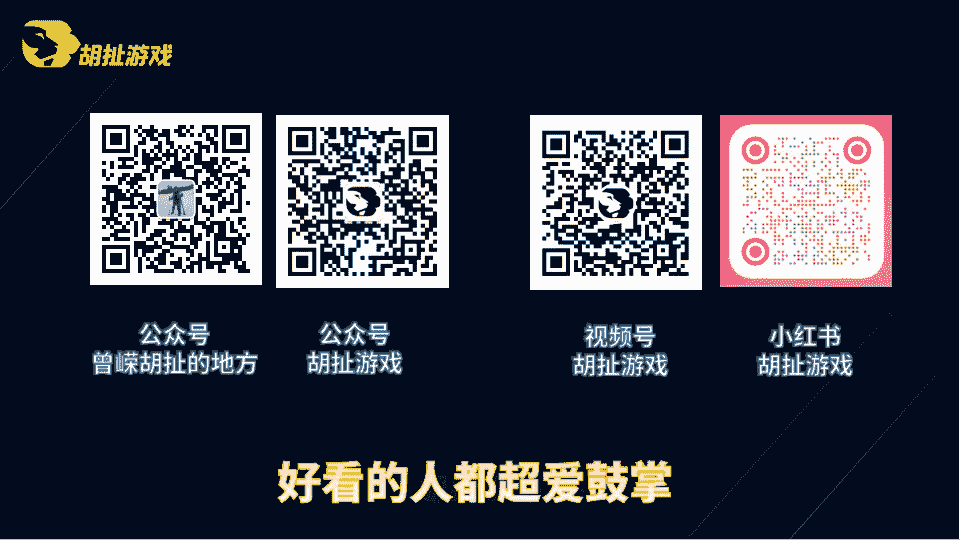 胡扯游戏
公众号
曾嵘胡扯的地方
公众号
胡扯游戏
视频号
胡扯游戏
小红书
胡扯游戏
好看的人都超爱鼓掌